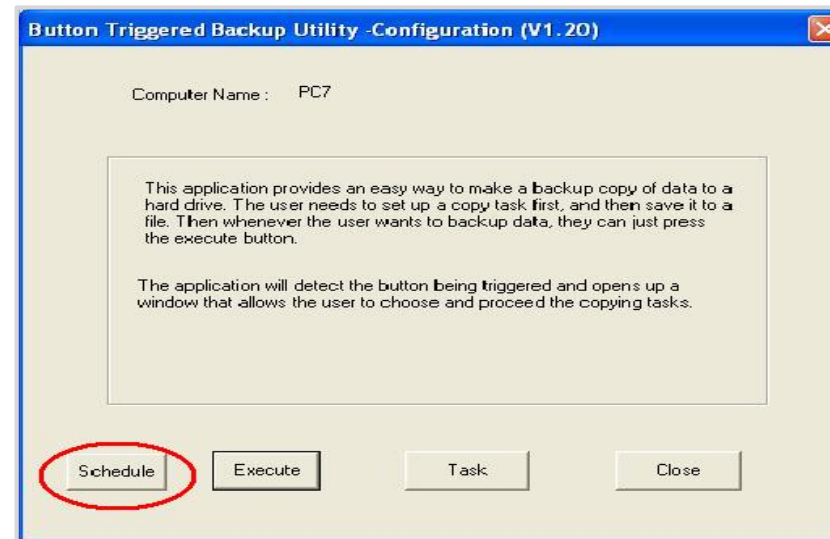 Button Triggered Backup Utility -Configuration (V1.20)
Computer Name : PC7
This application provides an easy way to make a backup copy of data to a
hard drive. The user needs to set up a copy task first, and then save it to a
file. Then whenever the user wants to backup data, they can just press
the execute button.
The application will detect the button being triggered and opens up a
window that allows the user to choose and proceed the copying tasks.
Schedule Execute Task Close